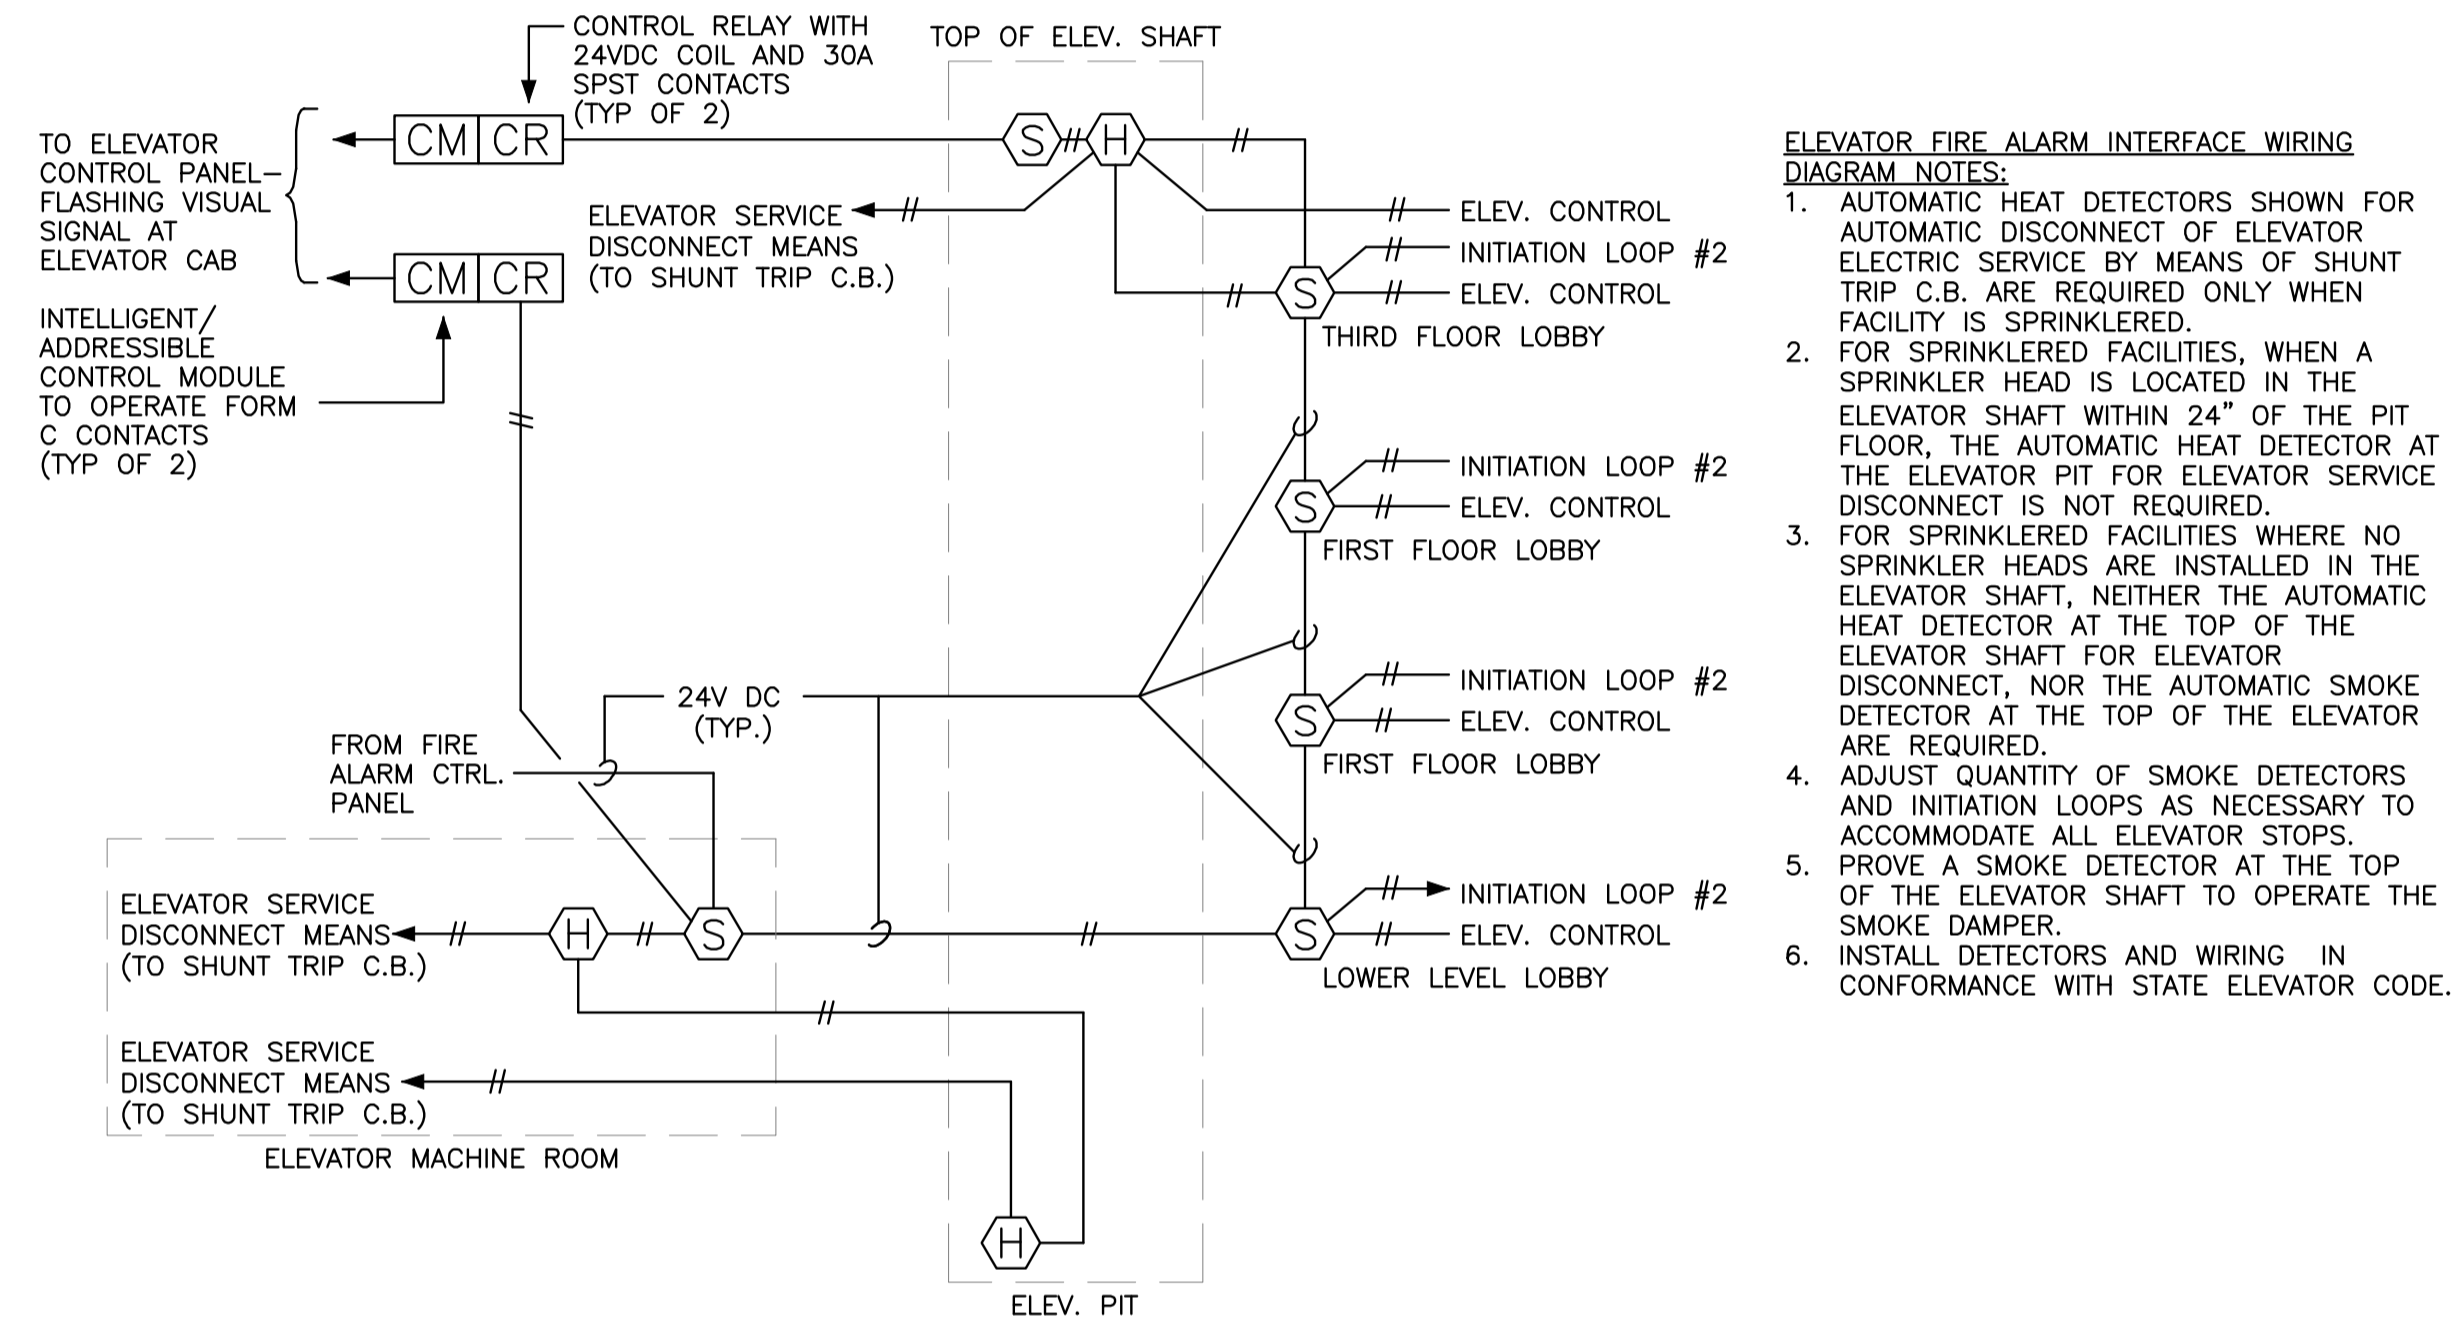 CONTROL RELAY WITH
24VDC COIL AND 30A
SPST CONTACTS
(TYP OF 2)
TOP OF ELEV. SHAFT
TO ELEVATOR
CONTROL PANEL–
FLASHING VISUAL
SIGNAL AT
ELEVATOR CAB
CM CR
S H
CM CR
ELEVATOR SERVICE
DISCONNECT MEANS
(TO SHUNT TRIP C.B.)
ELEV. CONTROL
INITIATION LOOP #2
S
ELEV. CONTROL
THIRD FLOOR LOBBY
INTELLIGENT/
ADDRESSIBLE
CONTROL MODULE
TO OPERATE FORM
C CONTACTS
(TYP OF 2)
INITIATION LOOP #2
S
ELEV. CONTROL
FIRST FLOOR LOBBY
24V DC
(TYP.)
INITIATION LOOP #2
S
ELEV. CONTROL
FIRST FLOOR LOBBY
FROM FIRE
ALARM CTRL.
PANEL
ELEVATOR SERVICE
DISCONNECT MEANS
(TO SHUNT TRIP C.B.)
H S
INITIATION LOOP #2
S
ELEV. CONTROL
LOWER LEVEL LOBBY
ELEVATOR SERVICE
DISCONNECT MEANS
(TO SHUNT TRIP C.B.)
ELEVATOR MACHINE ROOM
H
ELEV. PIT
ELEVATOR FIRE ALARM INTERFACE WIRING
DIAGRAM NOTES:
1. AUTOMATIC HEAT DETECTORS SHOWN FOR
AUTOMATIC DISCONNECT OF ELEVATOR
ELECTRIC SERVICE BY MEANS OF SHUNT
TRIP C.B. ARE REQUIRED ONLY WHEN
FACILITY IS SPRINKLERED.
2. FOR SPRINKLERED FACILITIES, WHEN A
SPRINKLER HEAD IS LOCATED IN THE
ELEVATOR SHAFT WITHIN 24” OF THE PIT
FLOOR, THE AUTOMATIC HEAT DETECTOR AT
THE ELEVATOR PIT FOR ELEVATOR SERVICE
DISCONNECT IS NOT REQUIRED.
3. FOR SPRINKLERED FACILITIES WHERE NO
SPRINKLER HEADS ARE INSTALLED IN THE
ELEVATOR SHAFT, NEITHER THE AUTOMATIC
HEAT DETECTOR AT THE TOP OF THE
ELEVATOR SHAFT FOR ELEVATOR
DISCONNECT, NOR THE AUTOMATIC SMOKE
DETECTOR AT THE TOP OF THE ELEVATOR
ARE REQUIRED.
4. ADJUST QUANTITY OF SMOKE DETECTORS
AND INITIATION LOOPS AS NECESSARY TO
ACCOMMODATE ALL ELEVATOR STOPS.
5. PROVE A SMOKE DETECTOR AT THE TOP
OF THE ELEVATOR SHAFT TO OPERATE THE
SMOKE DAMPER.
6. INSTALL DETECTORS AND WIRING IN
CONFORMANCE WITH STATE ELEVATOR CODE.